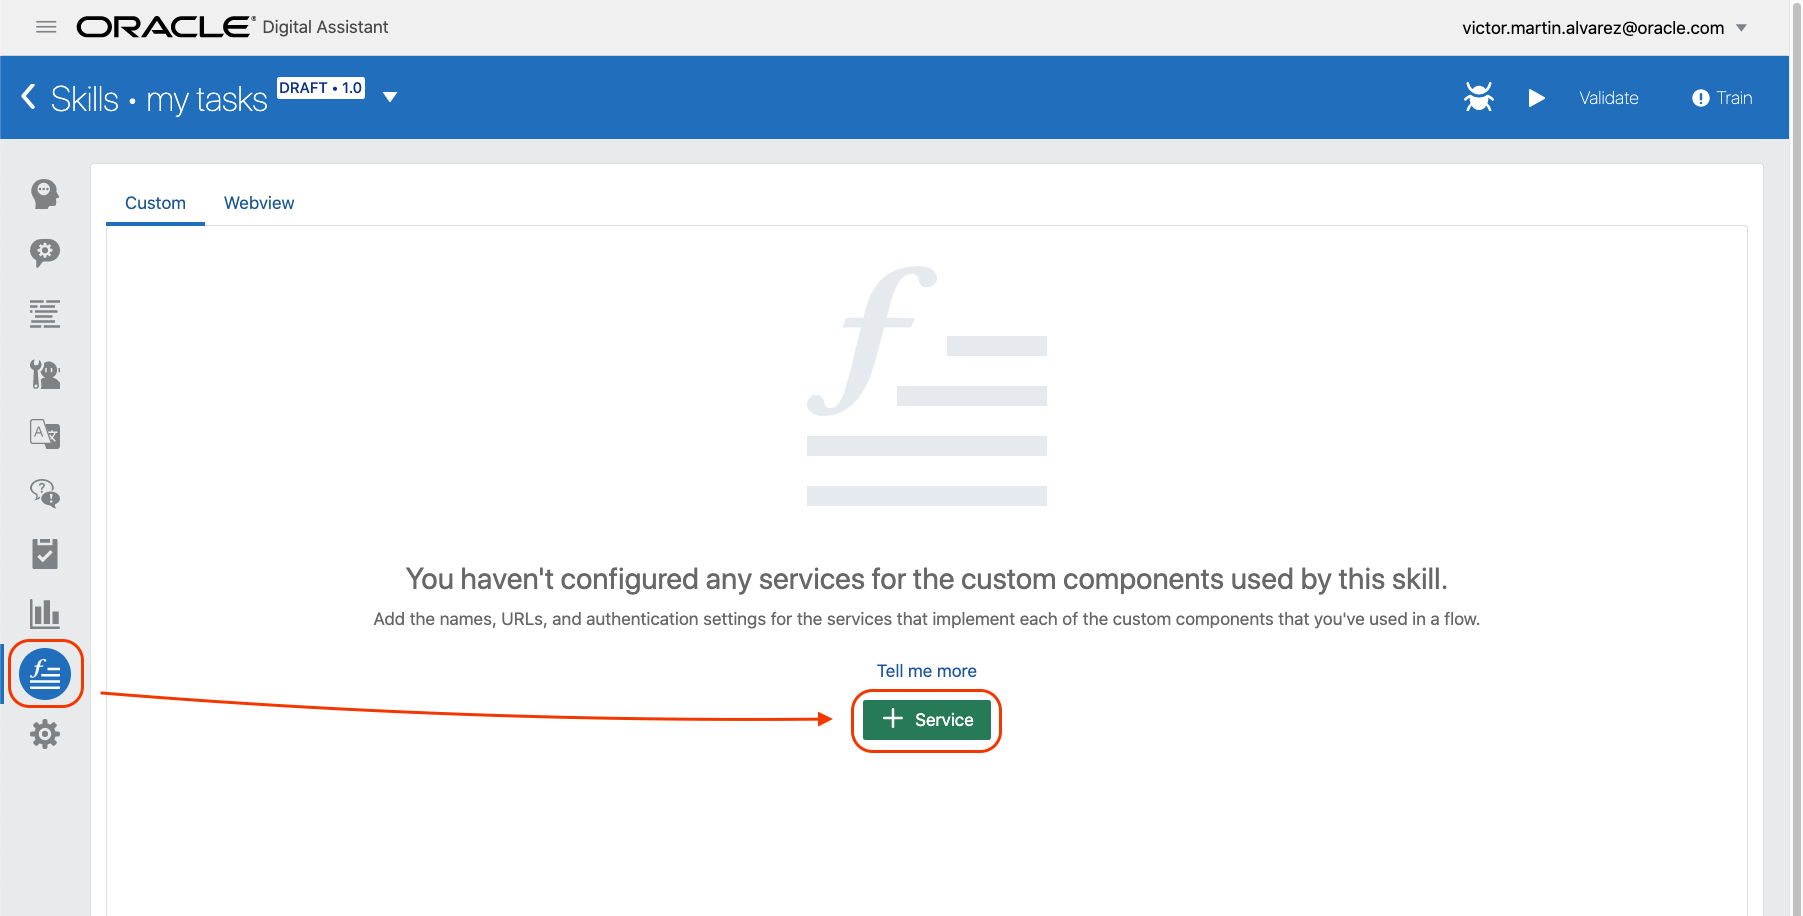 ORACLE® Digital Assistant
victor.martin.alvarez@oracle.com
Skills • my tasks DRAFT • 1.0
Validate
Train
Custom
Webview
You haven't configured any services for the custom components used by this skill.
Add the names, URLs, and authentication settings for the services that implement each of the custom components that you've used in a flow.
Tell me more
+ Service